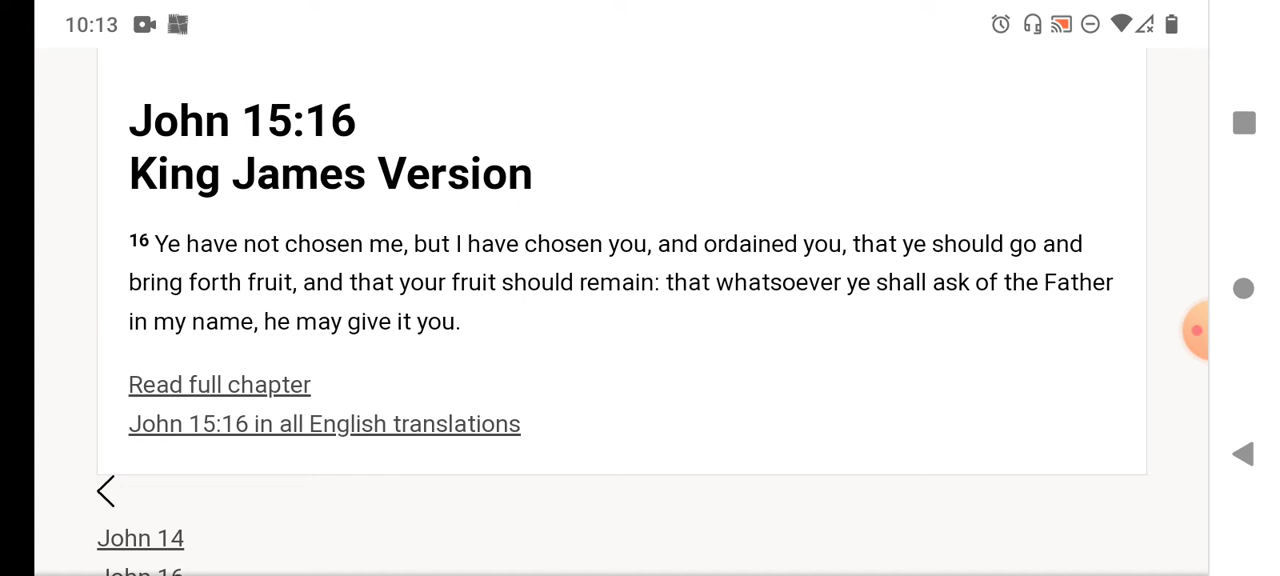 10:13
John 15:16
King James Version
16 Ye have not chosen me, but I have chosen you, and ordained you, that ye should go and
bring forth fruit, and that your fruit should remain: that whatsoever ye shall ask of the Father
in my name, he may give it you.
Read full chapter
John 15:16 in all English translations
John 14
John 16